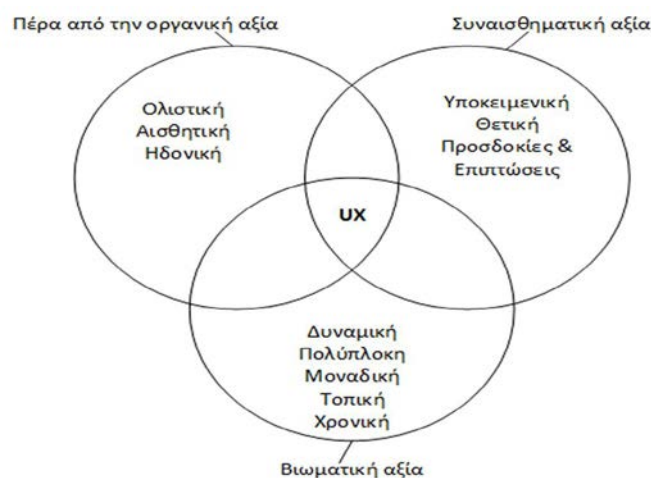 Πέρα από την οργανική αξία
Συναισθηματική αξία
Ολιστική
Αισθητική
Ηδονική
Υποκειμενική
Θετική
Προσδοκίες &
Επιπτώσεις
UX
Δυναμική
Πολύπλοκη
Μοναδική
Τοπική
Χρονική
Βιωματική αξία